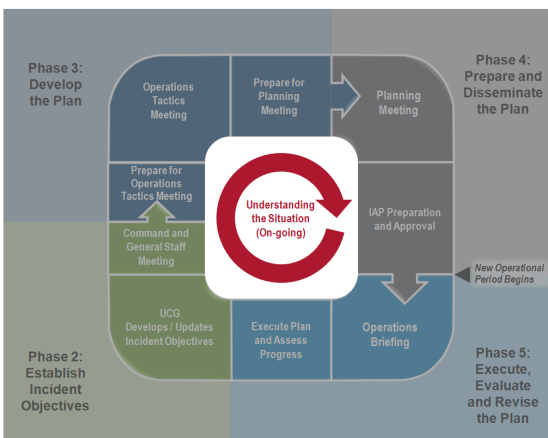 Phase 3:
Develop
the Plan
Operations
Tactics
Meeting
Prepare for
Planning
Meeting
Planning
Meeting
Phase 4:
Prepare and
Disseminate
the Plan
Prepare for
Operations
Tactics Meeting
Understanding
the Situation
(On-going)
IAP Preparation
and Approval
Command and
General Staff
Meeting
New Operational
Period Begins
UCG
Develops / Updates
Incident Objectives
Execute Plan
and Assess
Progress
Operations
Briefing
Phase 2:
Establish
Incident
Objectives
Phase 5:
Execute,
Evaluate
and Revise
the Plan